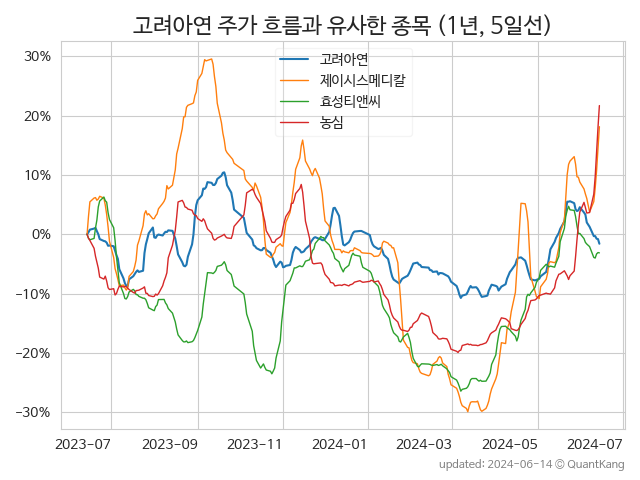 고려아연 주가 흐름과 유사한 종목 (1년, 5일선)
고려아연
제이시스메디칼
효성티앤씨
농심
30%
20%
10%
0%
−10%
−20%
−30%
2023-07
2023-09
2023-11
2024-01
2024-03
2024-05
2024-07
updated: 2024-06-14 © QuantKang